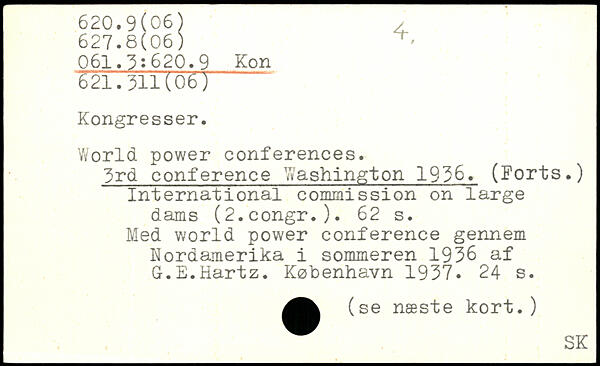 620.9(06)
4.
627.8(06)
061.3:620.9 Kon
621.311(06)
Kongresser.
World power conferences.
3rd conference Washington 1936. (Forts.)
International commission on large
dams (2.congr.). 62 s.
Med world power conference gennem
Nordamerika i sommeren 1936 af
G.E.Hartz. København 1937. 24 s.
(se næste kort.)
SK